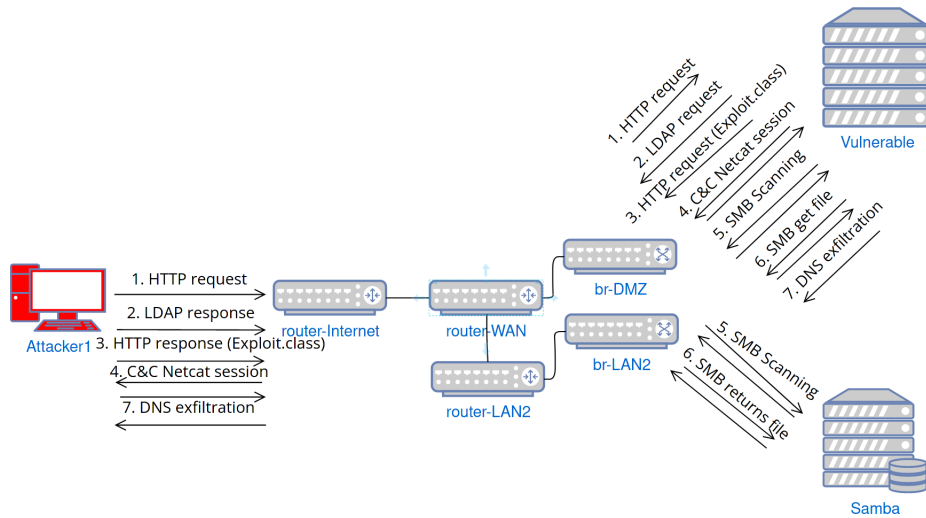 1. HTTP request
2. LDAP request
3. HTTP request (Exploit.class)
4. C&C Netcat session
5. SMB Scanning
6. SMB get file
7. DNS exfiltration
Vulnerable
1. HTTP request
2. LDAP response
3. HTTP response (Exploit.class)
4. C&C Netcat session
7. DNS exfiltration
Attacker1
router-Internet
router-WAN
br-DMZ
br-LAN2
router-LAN2
5. SMB Scanning
6. SMB returns file
Samba